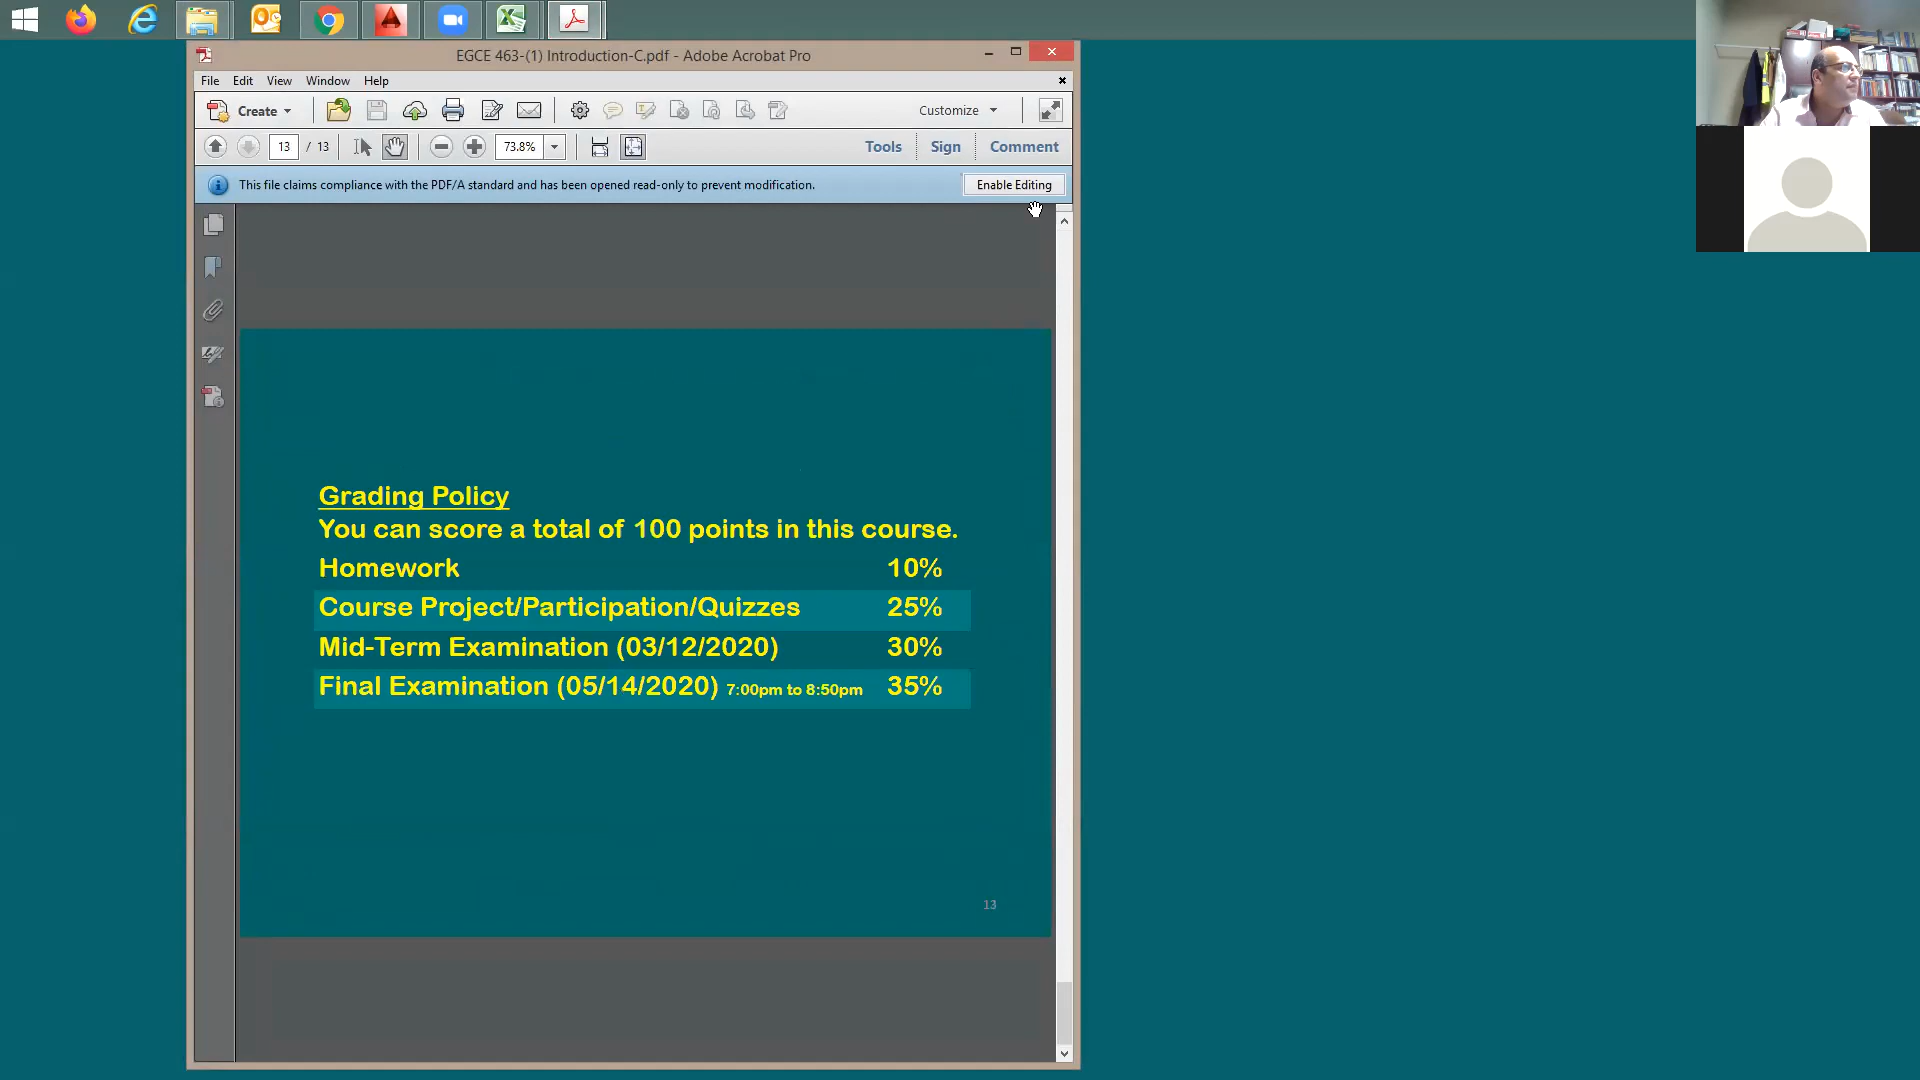 EGCE 463-(1) Introduction-C.pdf - Adobe Acrobat Pro
File Edit View Window Help
Create Customize
13 / 13 73.8% Tools Sign Comment
This file claims compliance with the PDF/A standard and has been opened read-only to prevent modification. Enable Editing
Grading Policy
You can score a total of 100 points in this course.
Homework 10%
Course Project/Participation/Quizzes 25%
Mid-Term Examination (03/12/2020) 30%
Final Examination (05/14/2020) 7:00pm to 8:50pm 35%
13